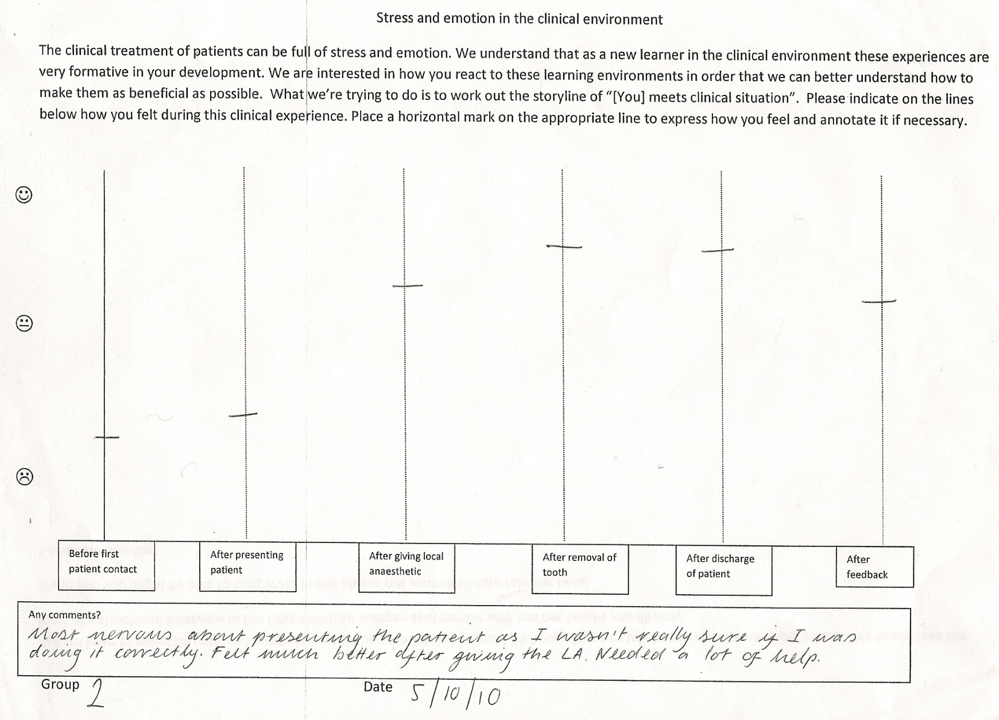 Stress and emotion in the clinical environment
The clinical treatment of patients can be full of stress and emotion. We understand that as a new learner in the clinical environment these experiences are
very formative in your development. We are interested in how you react to these learning environments in order that we can better understand how to
make them as beneficial as possible. What we're trying to do is to work out the storyline of "[You] meets clinical situation". Please indicate on the lines
below how you felt during this clinical experience. Place a horizontal mark on the appropriate line to express how you feel and annotate it if necessary.
Before first
patient contact
After presenting
patient
After giving local
anaesthetic
After removal of
tooth
After discharge
of patient
After
feedback
Any comments?
Most nervous about presenting the patient as I wasn't really sure if I was
doing it correctly. Felt much better after giving the LA. Needed a lot of help.
Group 2
Date 5/10/10